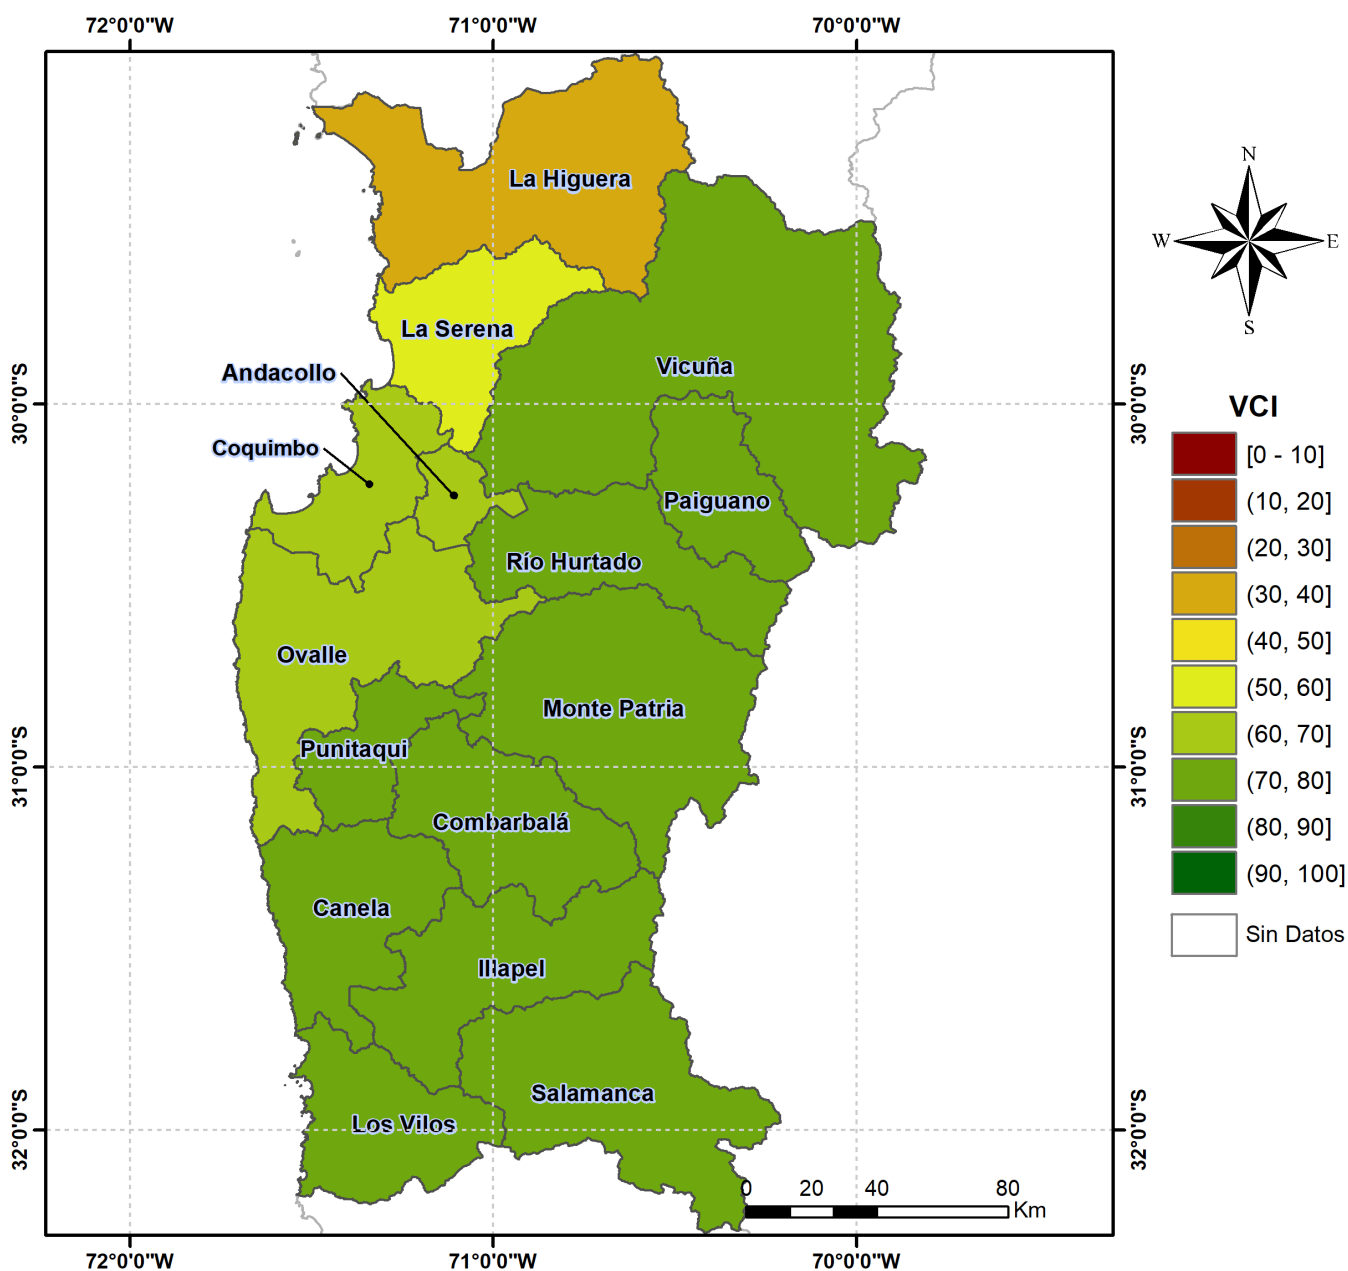 72°0'0"W
71°0'0"W
70°0'0"W
N
W
E
S
La Higuera
La Serena
Andacollo
Vicuña
30°0'0"S
30°0'0"S
Coquimbo
Paiguano
Río Hurtado
Ovalle
Monte Patria
Punitaqui
31°0'0"S
31°0'0"S
Combarbalá
Canela
Illapel
Salamanca
Los Vilos
32°0'0"S
32°0'0"S
VCI
[0 - 10]
(10, 20]
(20, 30]
(30, 40]
(40, 50]
(50, 60]
(60, 70]
(70, 80]
(80, 90]
(90, 100]
Sin Datos
0 20 40 80
Km
72°0'0"W
71°0'0"W
70°0'0"W